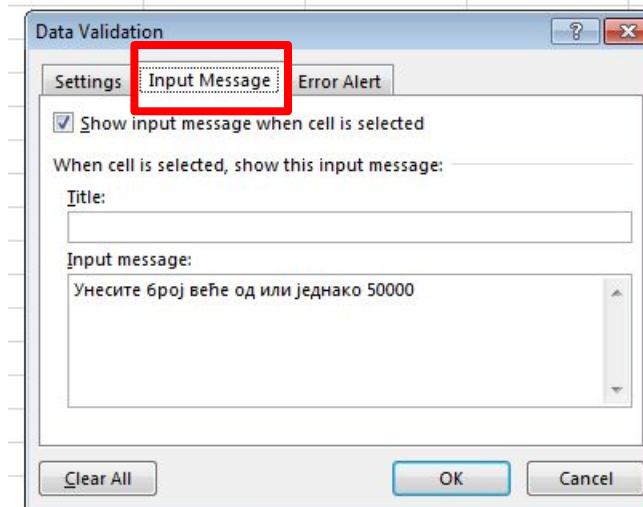 Data Validation
Settings Input Message Error Alert
Show input message when cell is selected
When cell is selected, show this input message:
Title:
Input message:
Унесите број веће од или једнако 50000
Clear All OK Cancel